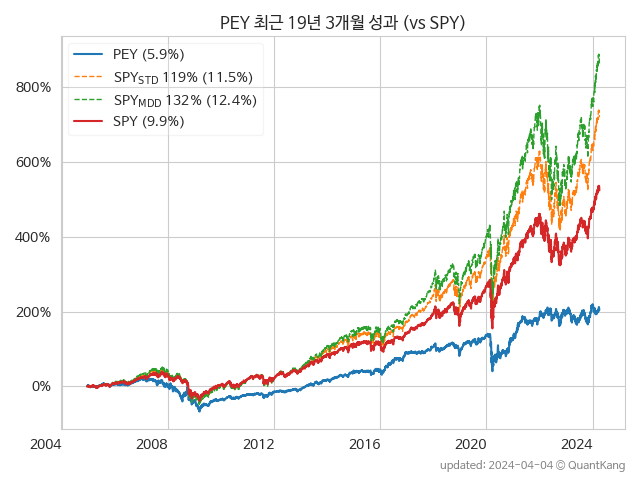 PEY 최근 19년 3개월 성과 (vs SPY)
PEY (5.9%)
SPYSTD 119% (11.5%)
SPYMDD 132% (12.4%)
SPY (9.9%)
800%
600%
400%
200%
0%
2004 2008 2012 2016 2020 2024
updated: 2024-04-04 © QuantKang